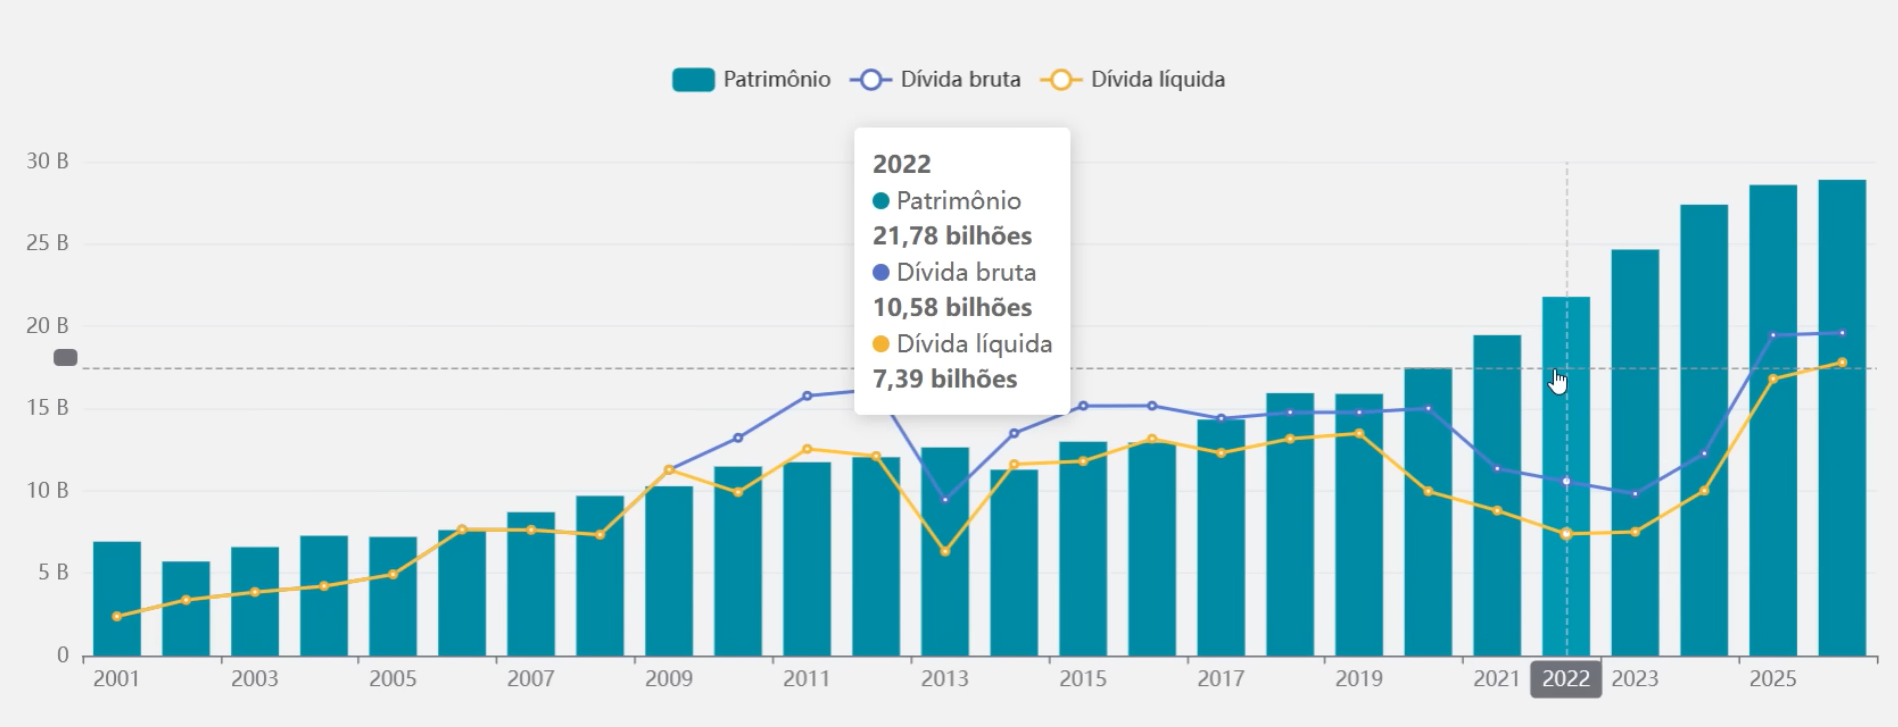 Patrimônio Dívida bruta Dívida líquida
30 B
25 B
20 B
15 B
10 B
5 B
0
2022
Patrimônio
21,78 bilhões
Dívida bruta
10,58 bilhões
Dívida líquida
7,39 bilhões
2001 2003 2005 2007 2009 2011 2013 2015 2017 2019 2021 2022 2023 2025